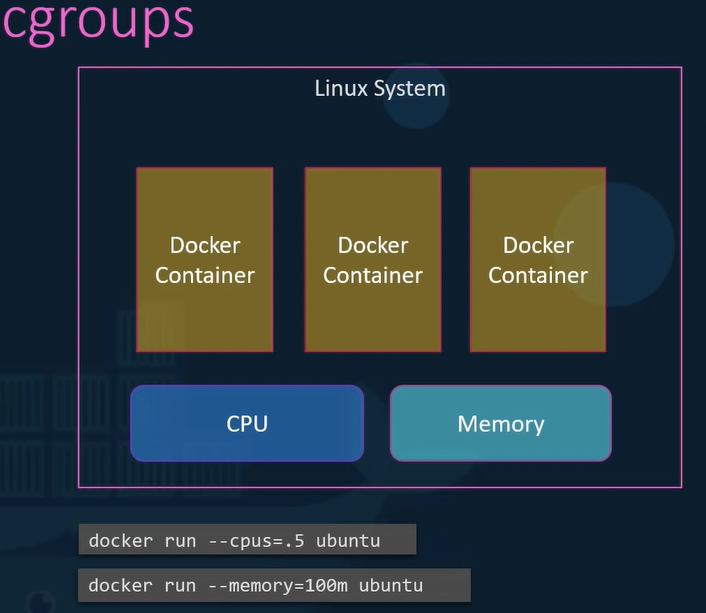 cgroups
Linux System
Docker
Container
Docker
Container
Docker
Container
CPU
Memory
docker run --cpus=.5 ubuntu
docker run --memory=100m ubuntu